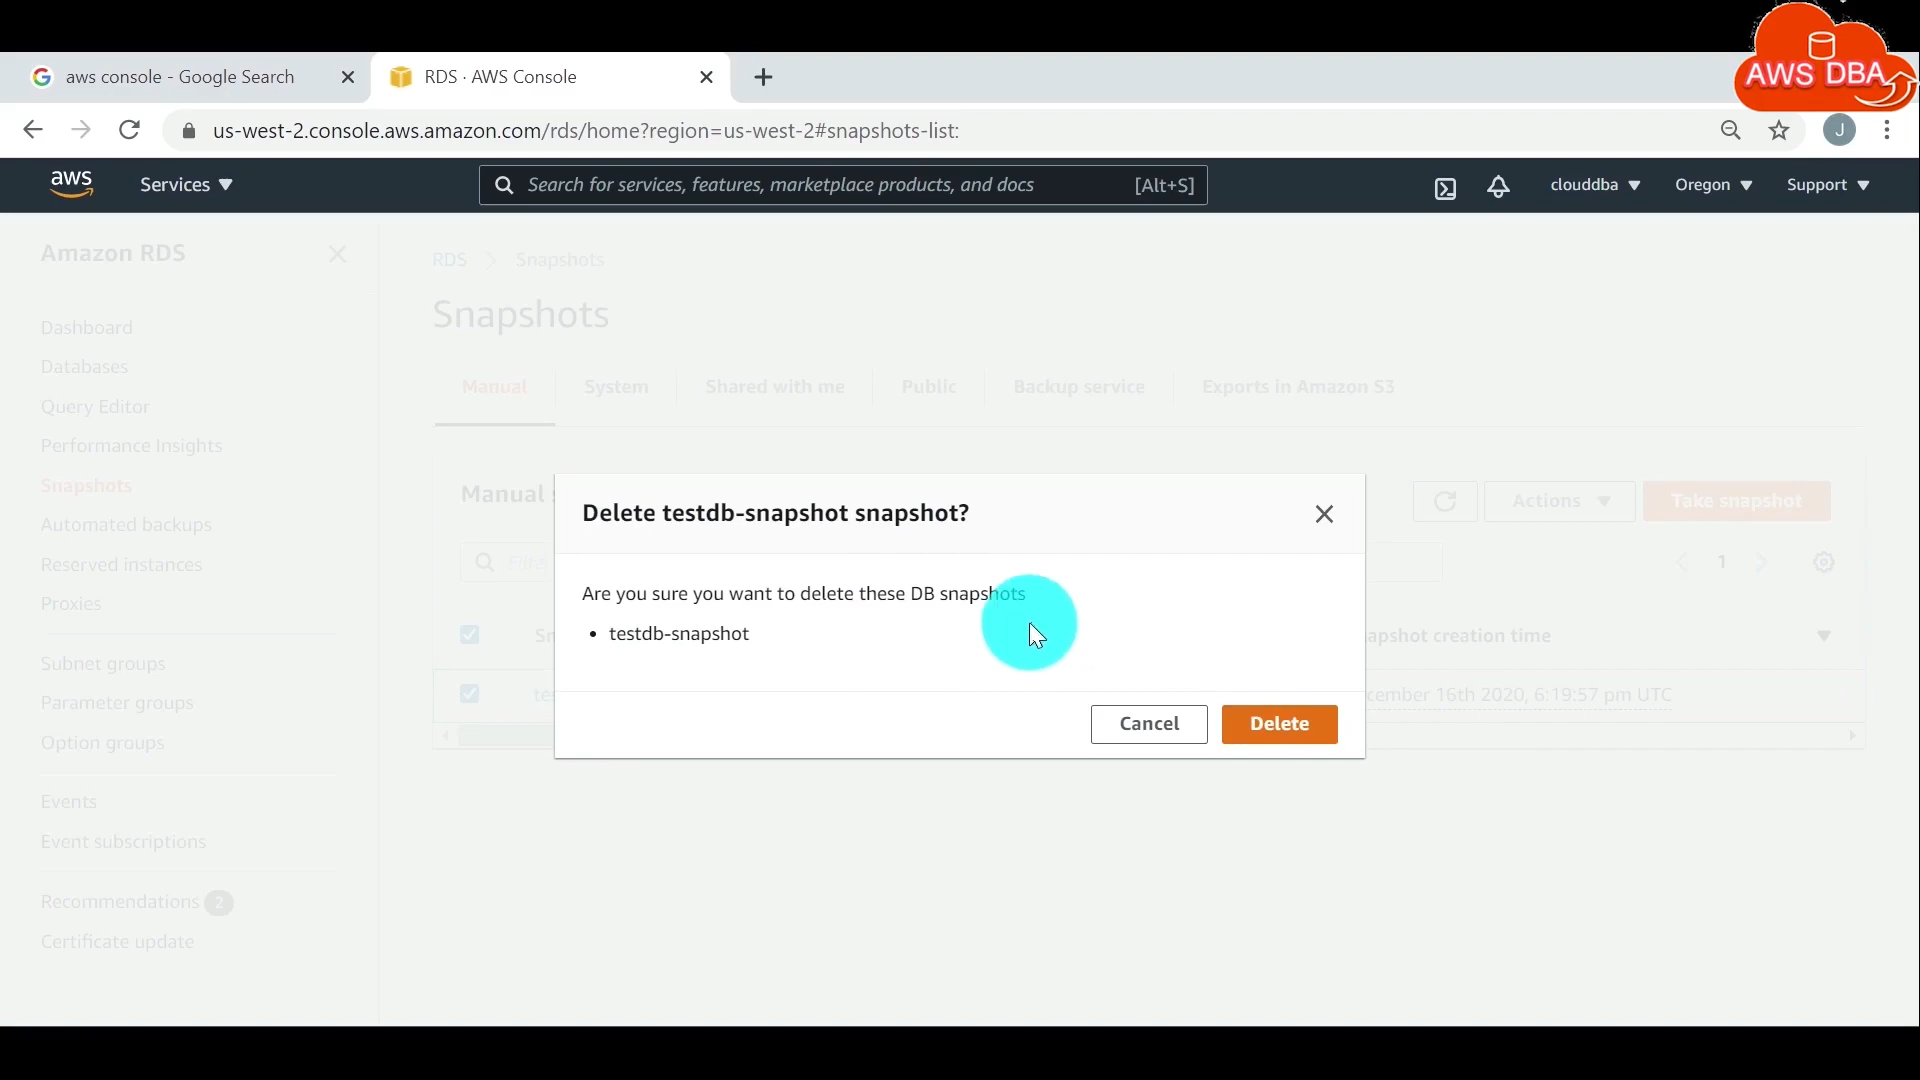 AWS DBA
aws console - Google Search
RDS · AWS Console
us-west-2.console.aws.amazon.com/rds/home?region=us-west-2#snapshots-list:
J
aws
Services
Search for services, features, marketplace products, and docs
[Alt+S]
clouddba
Oregon
Support
Amazon RDS
Dashboard
Databases
Query Editor
Performance Insights
Snapshots
Automated backups
Reserved instances
Proxies
Subnet groups
Parameter groups
Option groups
Events
Event subscriptions
Recommendations 2
Certificate update
RDS
Snapshots
Snapshots
Manual
System
Shared with me
Public
Backup service
Exports in Amazon S3
Manual
Actions
Take snapshot
1
apshot creation time
cember 16th 2020, 6:19:57 pm UTC
Delete testdb-snapshot snapshot?
Are you sure you want to delete these DB snapshots
• testdb-snapshot
Cancel
Delete